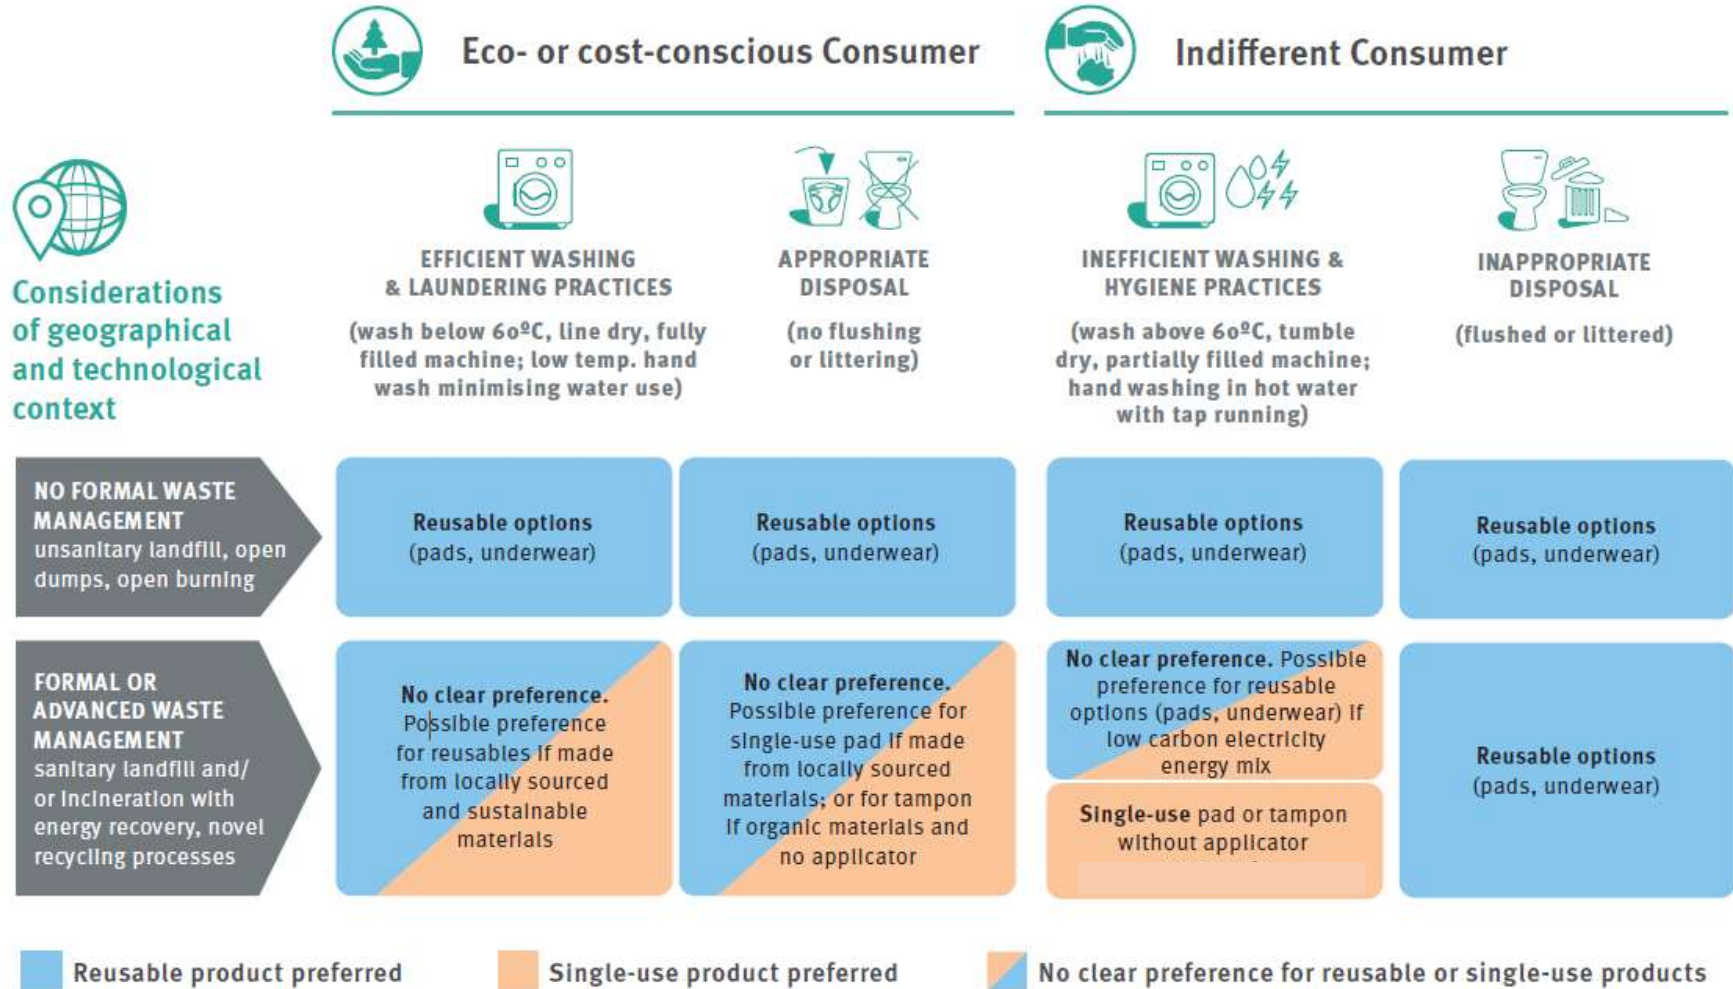 Eco- or cost-conscious Consumer
Indifferent Consumer
Considerations
of geographical
and technological
context
EFFICIENT WASHING
& LAUNDERING PRACTICES
(wash below 60ºC, line dry, fully
filled machine; low temp. hand
wash minimising water use)
APPROPRIATE
DISPOSAL
(no flushing
or littering)
INEFFICIENT WASHING &
HYGIENE PRACTICES
(wash above 60ºC, tumble
dry, partially filled machine;
hand washing in hot water
with tap running)
INAPPROPRIATE
DISPOSAL
(flushed or littered)
NO FORMAL WASTE
MANAGEMENT
unsanitary landfill, open
dumps, open burning
Reusable options
(pads, underwear)
Reusable options
(pads, underwear)
Reusable options
(pads, underwear)
Reusable options
(pads, underwear)
FORMAL OR
ADVANCED WASTE
MANAGEMENT
sanitary landfill and/
or incineration with
energy recovery, novel
recycling processes
No clear preference.
Possible preference
for reusables if made
from locally sourced
and sustainable
materials
No clear preference.
Possible preference for
single-use pad if made
from locally sourced
materials; or for tampon
if organic materials and
no applicator
No clear preference. Possible
preference for reusable
options (pads, underwear) if
low carbon electricity
energy mix
Single-use pad or tampon
without applicator
Reusable options
(pads, underwear)
Reusable product preferred
Single-use product preferred
No clear preference for reusable or single-use products